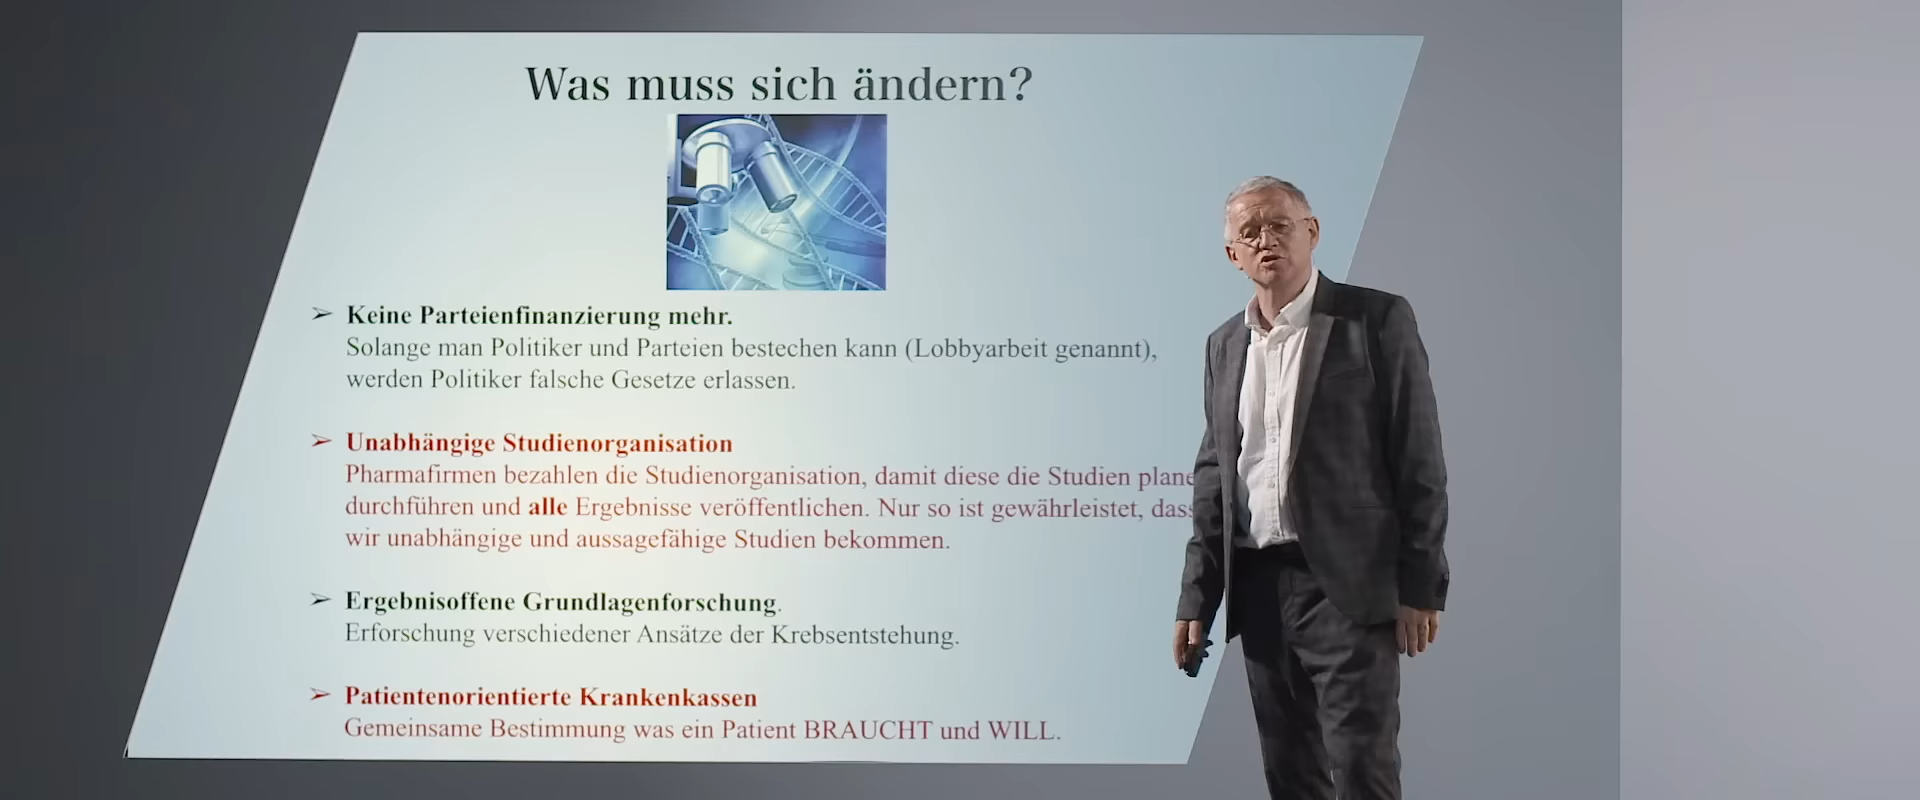 Was muss sich ändern?
➢ Keine Parteienfinanzierung mehr.
Solange man Politiker und Parteien bestechen kann (Lobbyarbeit genannt),
werden Politiker falsche Gesetze erlassen.
➢ Unabhängige Studienorganisation
Pharmafirmen bezahlen die Studienorganisation, damit diese die Studien plane
durchführen und alle Ergebnisse veröffentlichen. Nur so ist gewährleistet, dass
wir unabhängige und aussagefähige Studien bekommen.
➢ Ergebnisoffene Grundlagenforschung.
Erforschung verschiedener Ansätze der Krebsentstehung.
➢ Patientenorientierte Krankenkassen
Gemeinsame Bestimmung was ein Patient BRAUCHT und WILL.